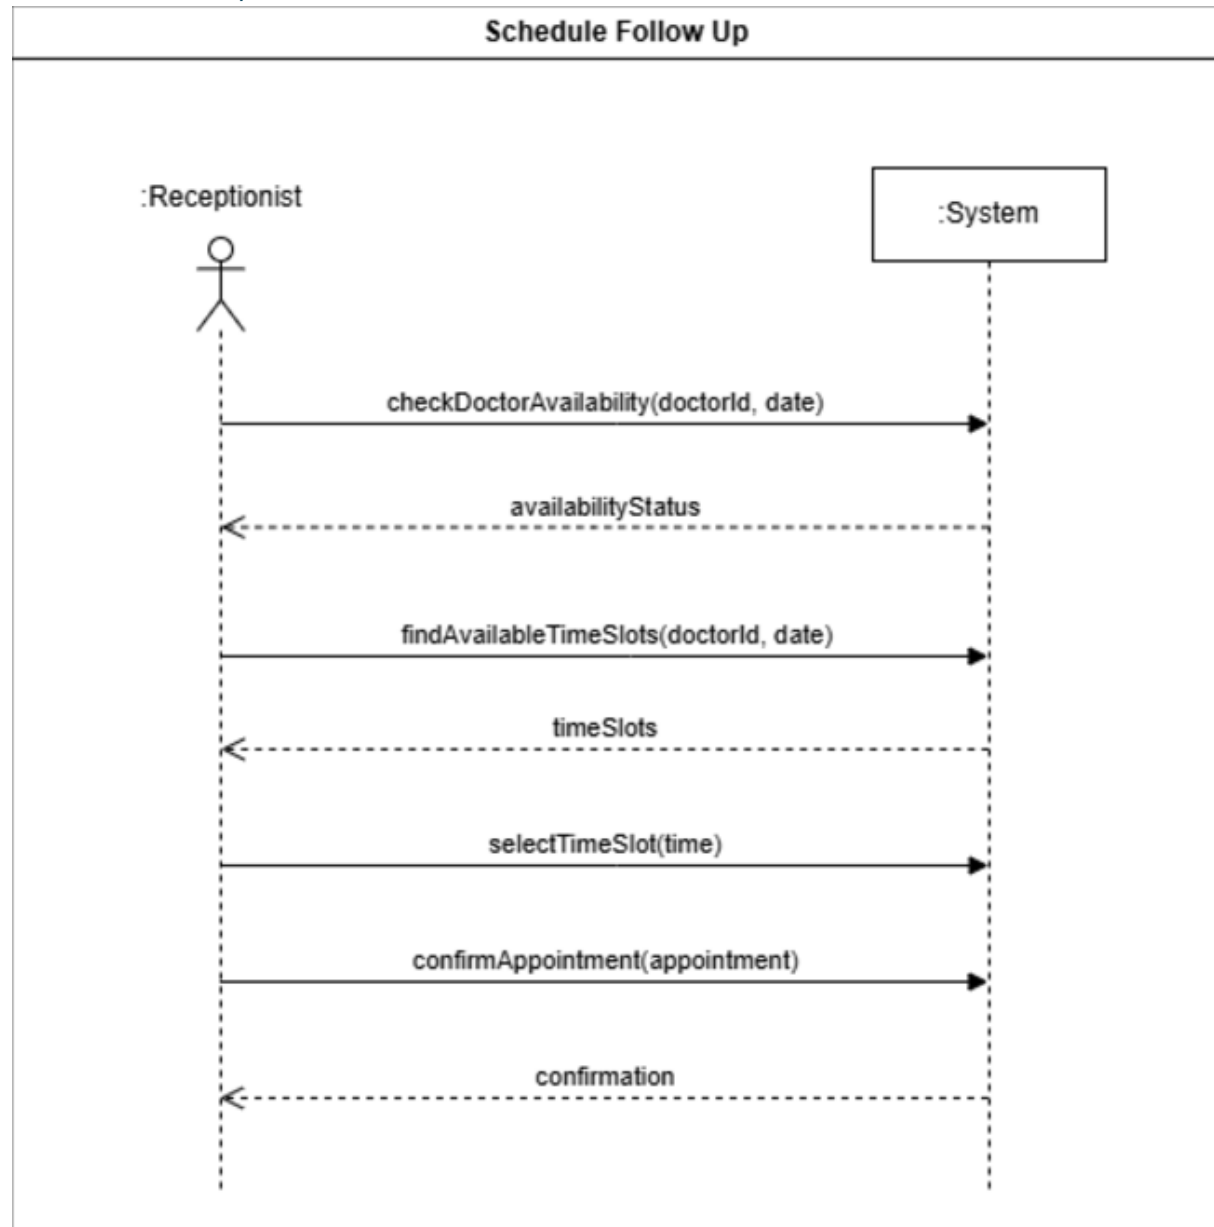 Schedule Follow Up
:Receptionist
:System
checkDoctorAvailability(doctorId, date)
availabilityStatus
findAvailableTimeSlots(doctorId, date)
timeSlots
selectTimeSlot(time)
confirmAppointment(appointment)
confirmation